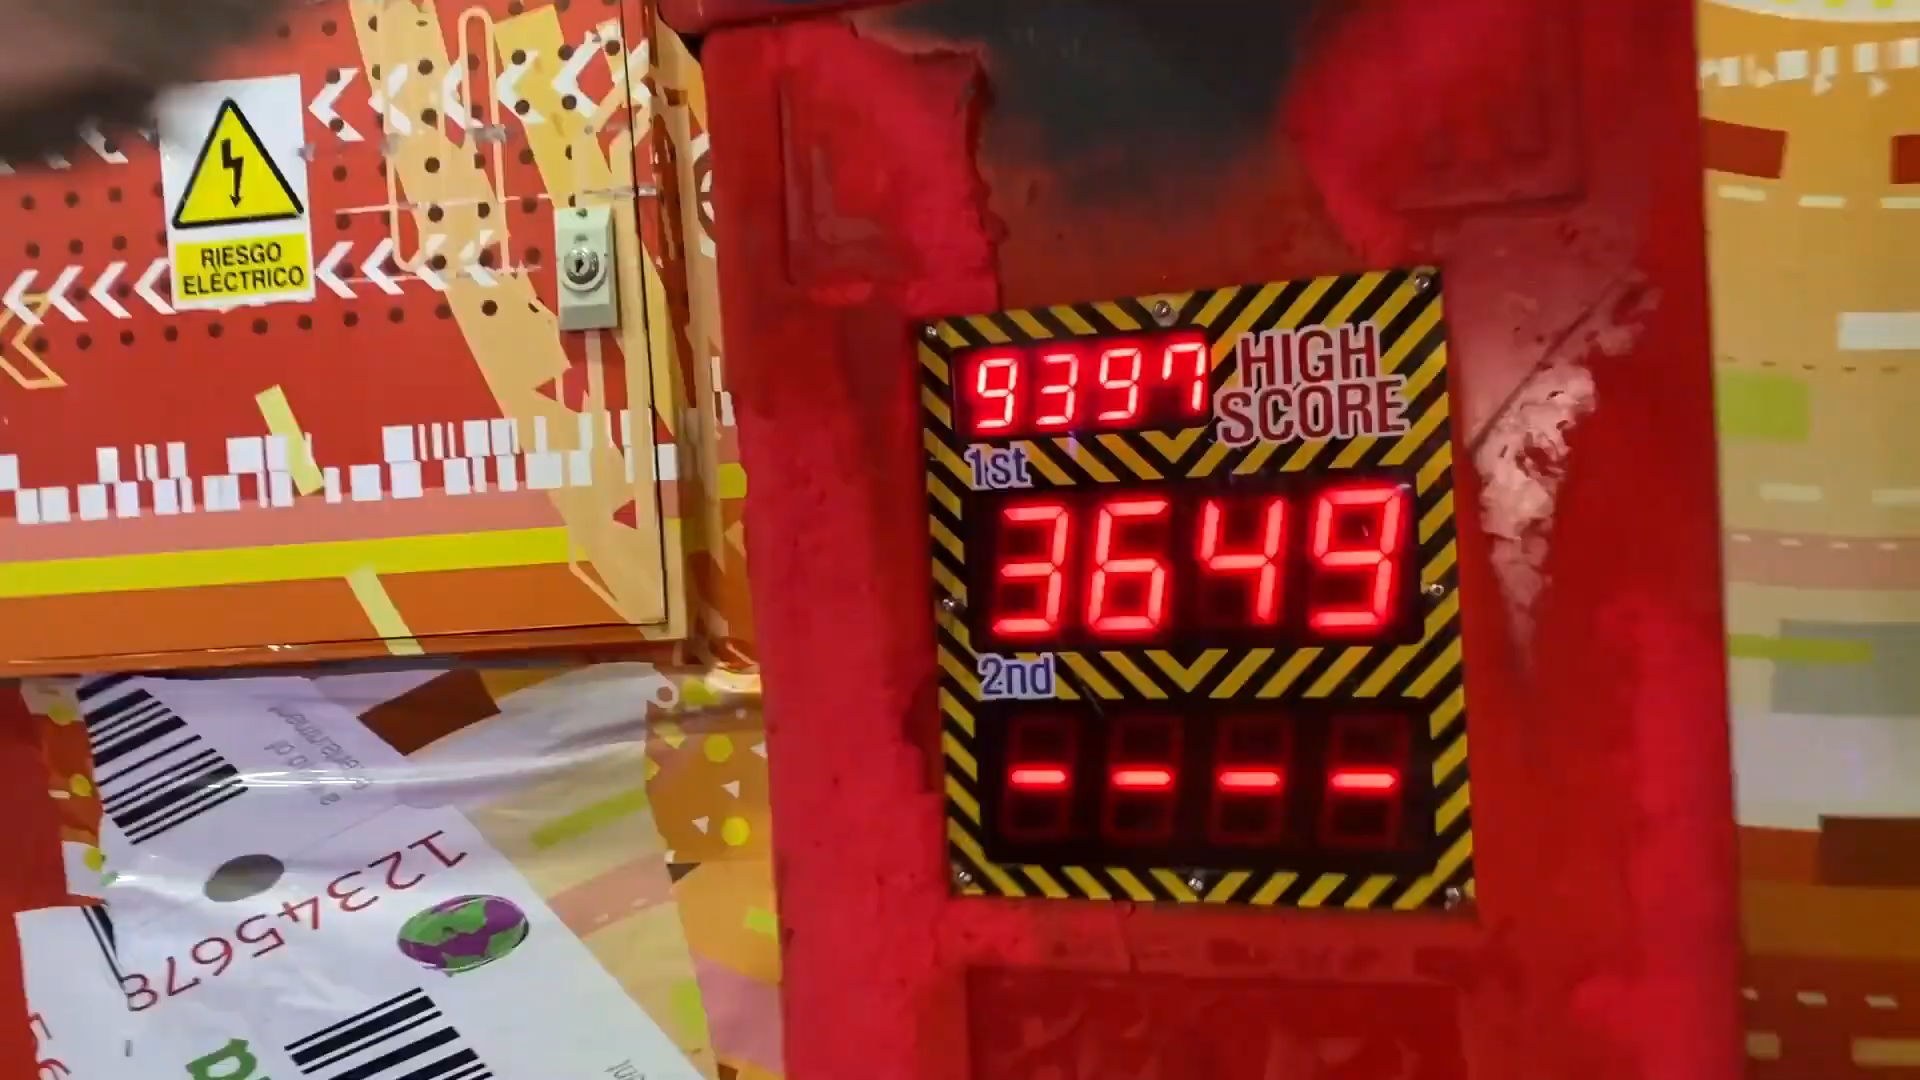 RIESGO
ELÉCTRICO
9397
HIGH
SCORE
1st
3649
2nd
----
12345678